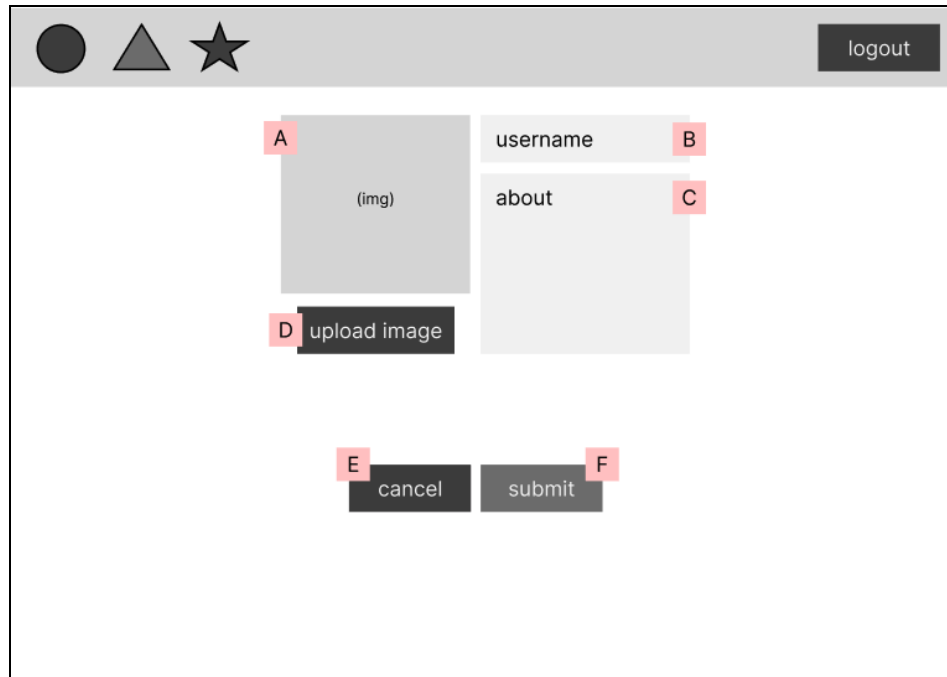 logout
A
username
B
(img)
about
C
D
upload image
E
F
cancel
submit